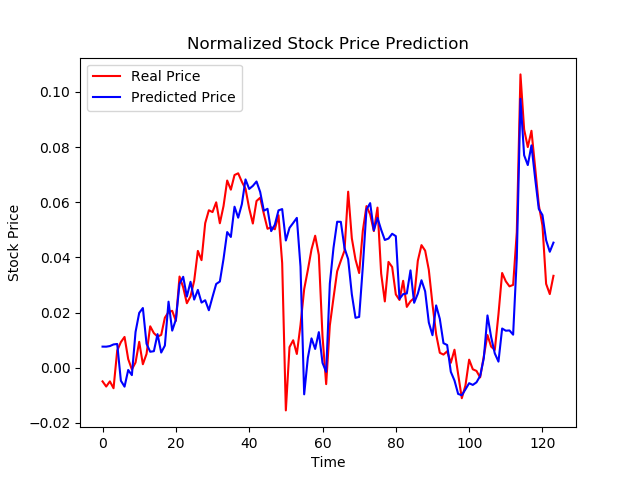 Normalized Stock Price Prediction
Real Price
Predicted Price
Stock Price
0.10
0.08
0.06
0.04
0.02
0.00
−0.02
0 20 40 60 80 100 120
Time